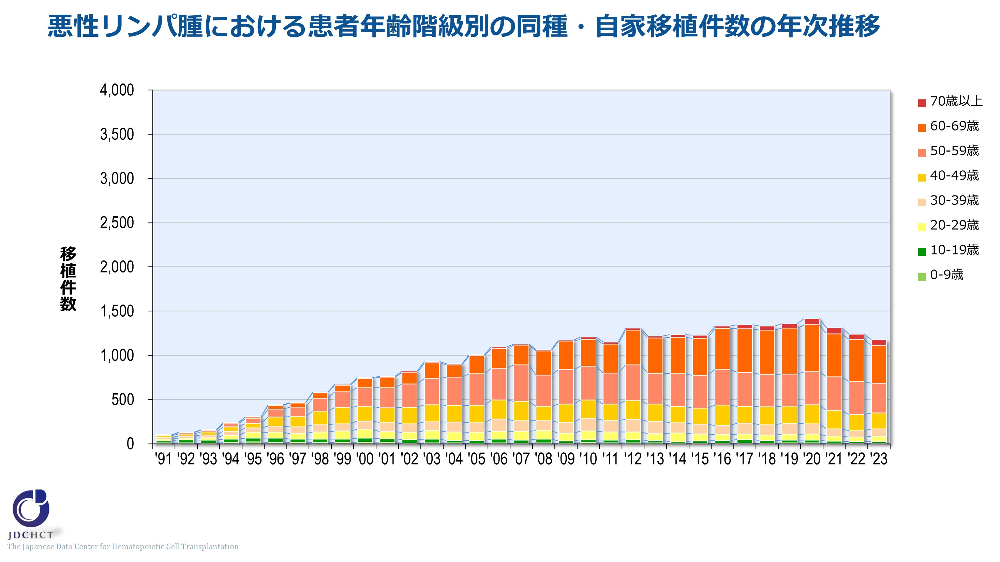 悪性リンパ腫における患者年齢階級別の同種・自家移植件数の年次推移
4,000
3,500
3,000
2,500
2,000
1,500
1,000
500
0
移植件数
'91 '92 '93 '94 '95 '96 '97 '98 '99 '00 '01 '02 '03 '04 '05 '06 '07 '08 '09 '10 '11 '12 '13 '14 '15 '16 '17 '18 '19 '20 '21 '22 '23
70歳以上
60-69歳
50-59歳
40-49歳
30-39歳
20-29歳
10-19歳
0-9歳
JDCHCT
The Japanese Data Center for Hematopoietic Cell Transplantation